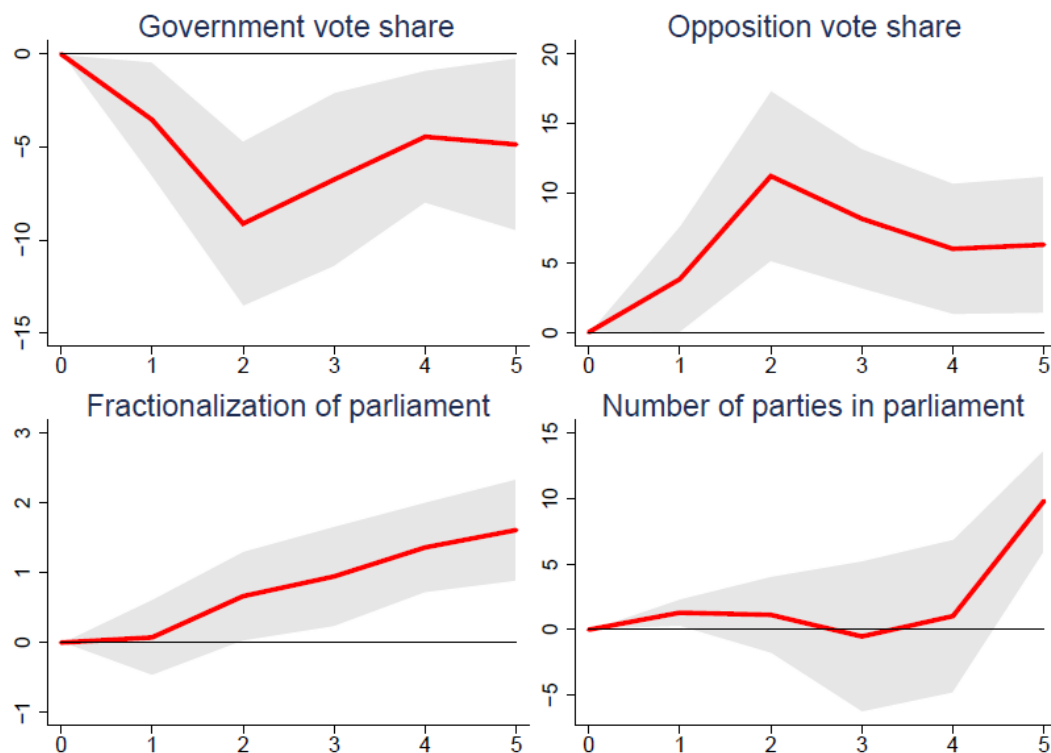 Government vote share
0
−5
−10
−15
0 1 2 3 4 5
Opposition vote share
20
15
10
5
0
0 1 2 3 4 5
Fractionalization of parliament
3
2
1
0
−1
0 1 2 3 4 5
Number of parties in parliament
15
10
5
0
−5
0 1 2 3 4 5